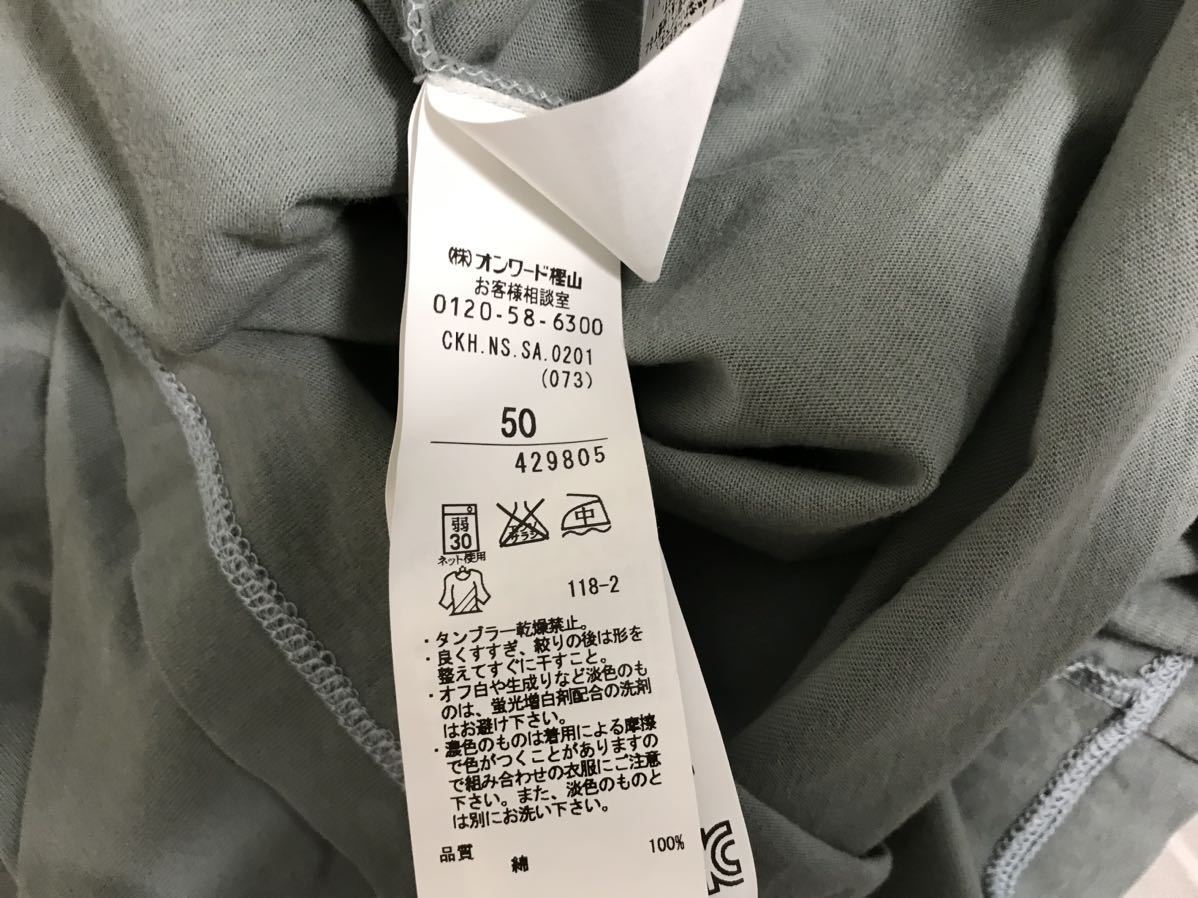 (株)オンワード樫山
お客様相談室
0120-58-6300
CKH.NS.SA.0201
(073)
50
429805
弱
30
ネット使用
エンソ
サラシ
中
118-2
・タンブラー乾燥禁止。
・良くすすぎ、絞りの後は形を
整えてすぐに干すこと。
・オフ白や生成りなど淡色のも
のは、蛍光増白剤配合の洗剤
はお避け下さい。
・濃色のものは着用による摩擦
で色がつくことがありますの
で組み合わせの衣服にご注意
下さい。また、淡色のものと
は別にお洗い下さい。
品質
綿
100%